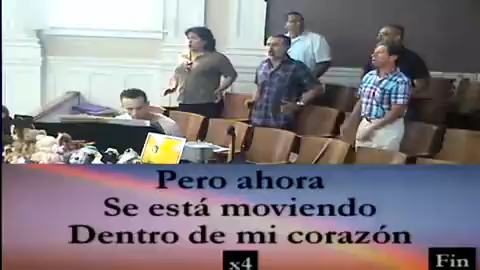 Pero ahora
Se está moviendo
Dentro de mi corazón
x4
Fin